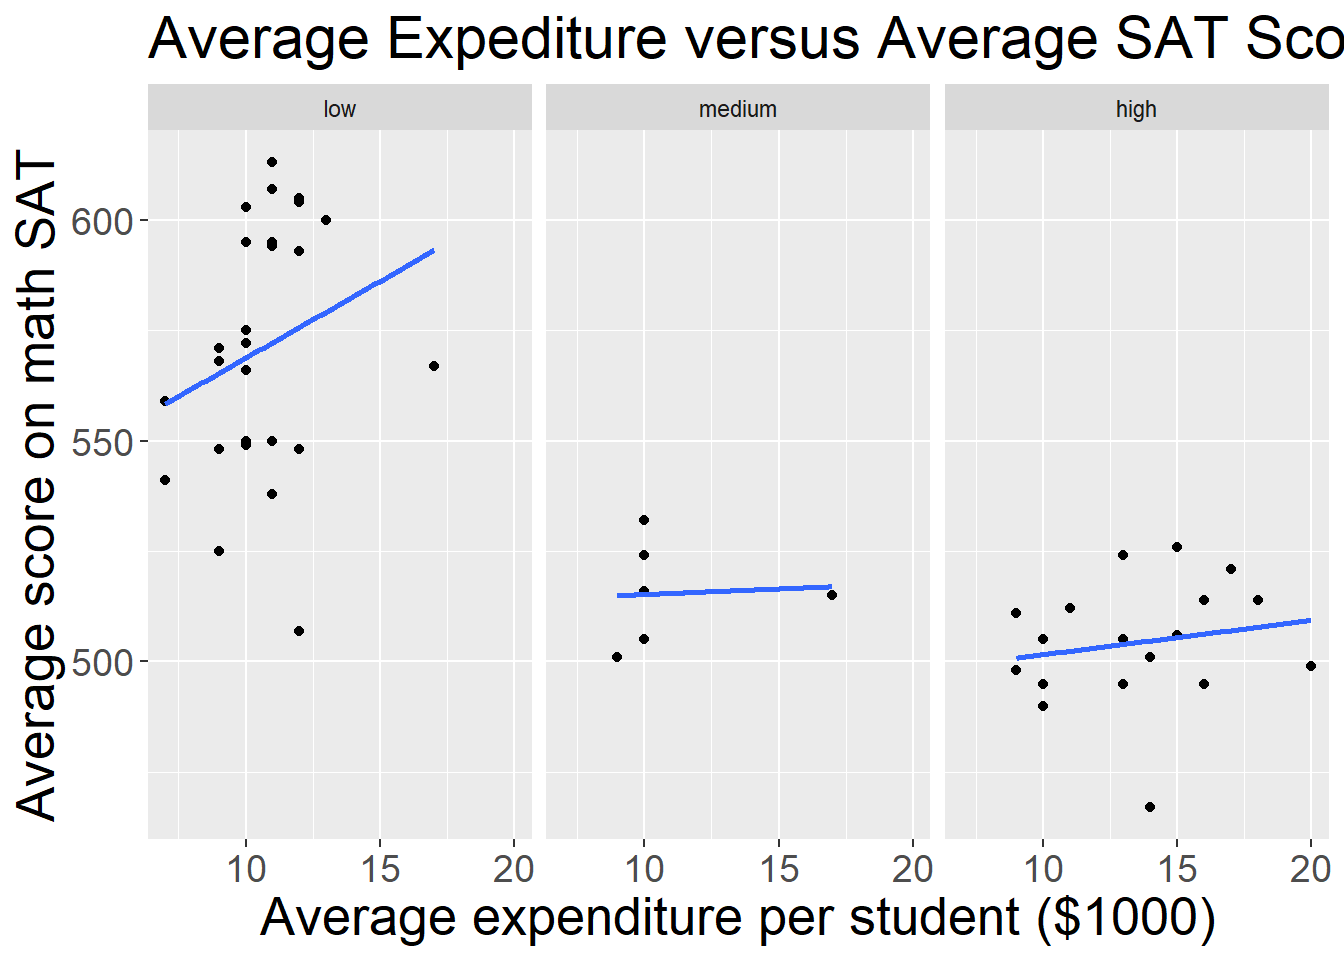 Average Expediture versus Average SAT Sco
low medium high
Average score on math SAT
600
550
500
10 15 20 10 15 20 10 15 20
Average expenditure per student ($1000)